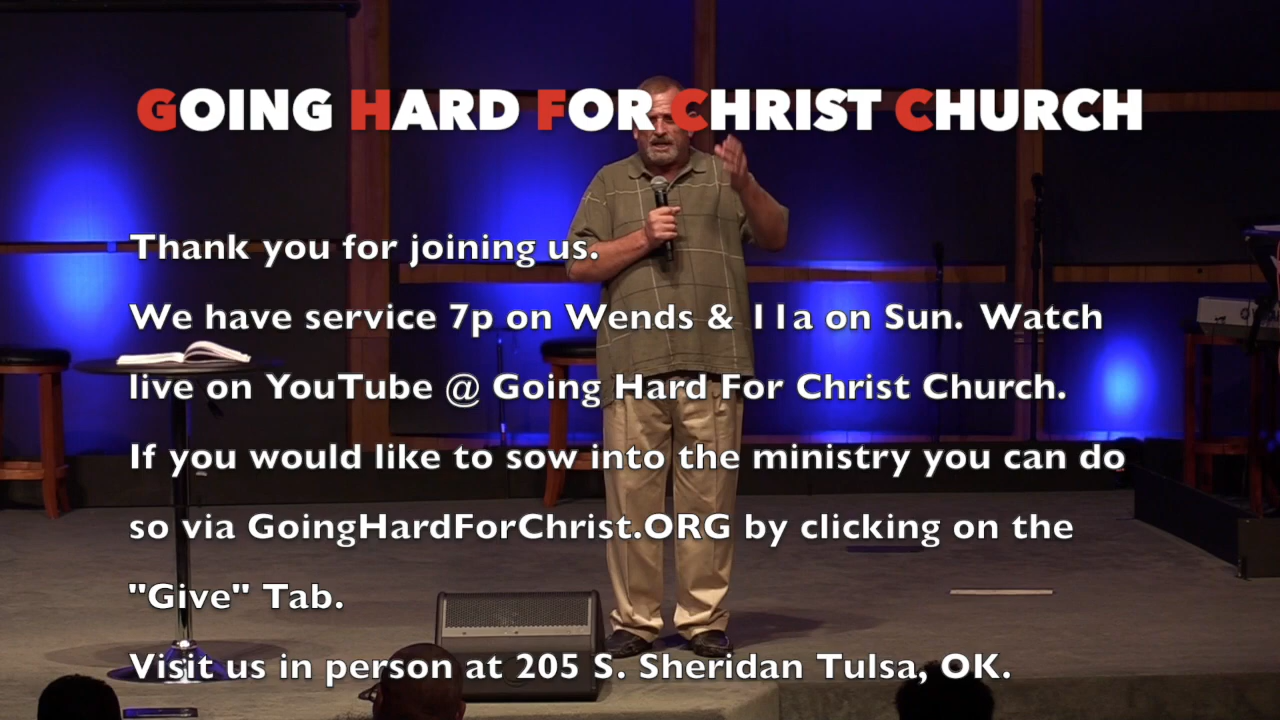 GOING HARD FOR CHRIST CHURCH
Thank you for joining us.
We have service 7p on Wends & 11a on Sun. Watch
live on YouTube @ Going Hard For Christ Church.
If you would like to sow into the ministry you can do
so via GoingHardForChrist.ORG by clicking on the
"Give" Tab.
Visit us in person at 205 S. Sheridan Tulsa, OK.